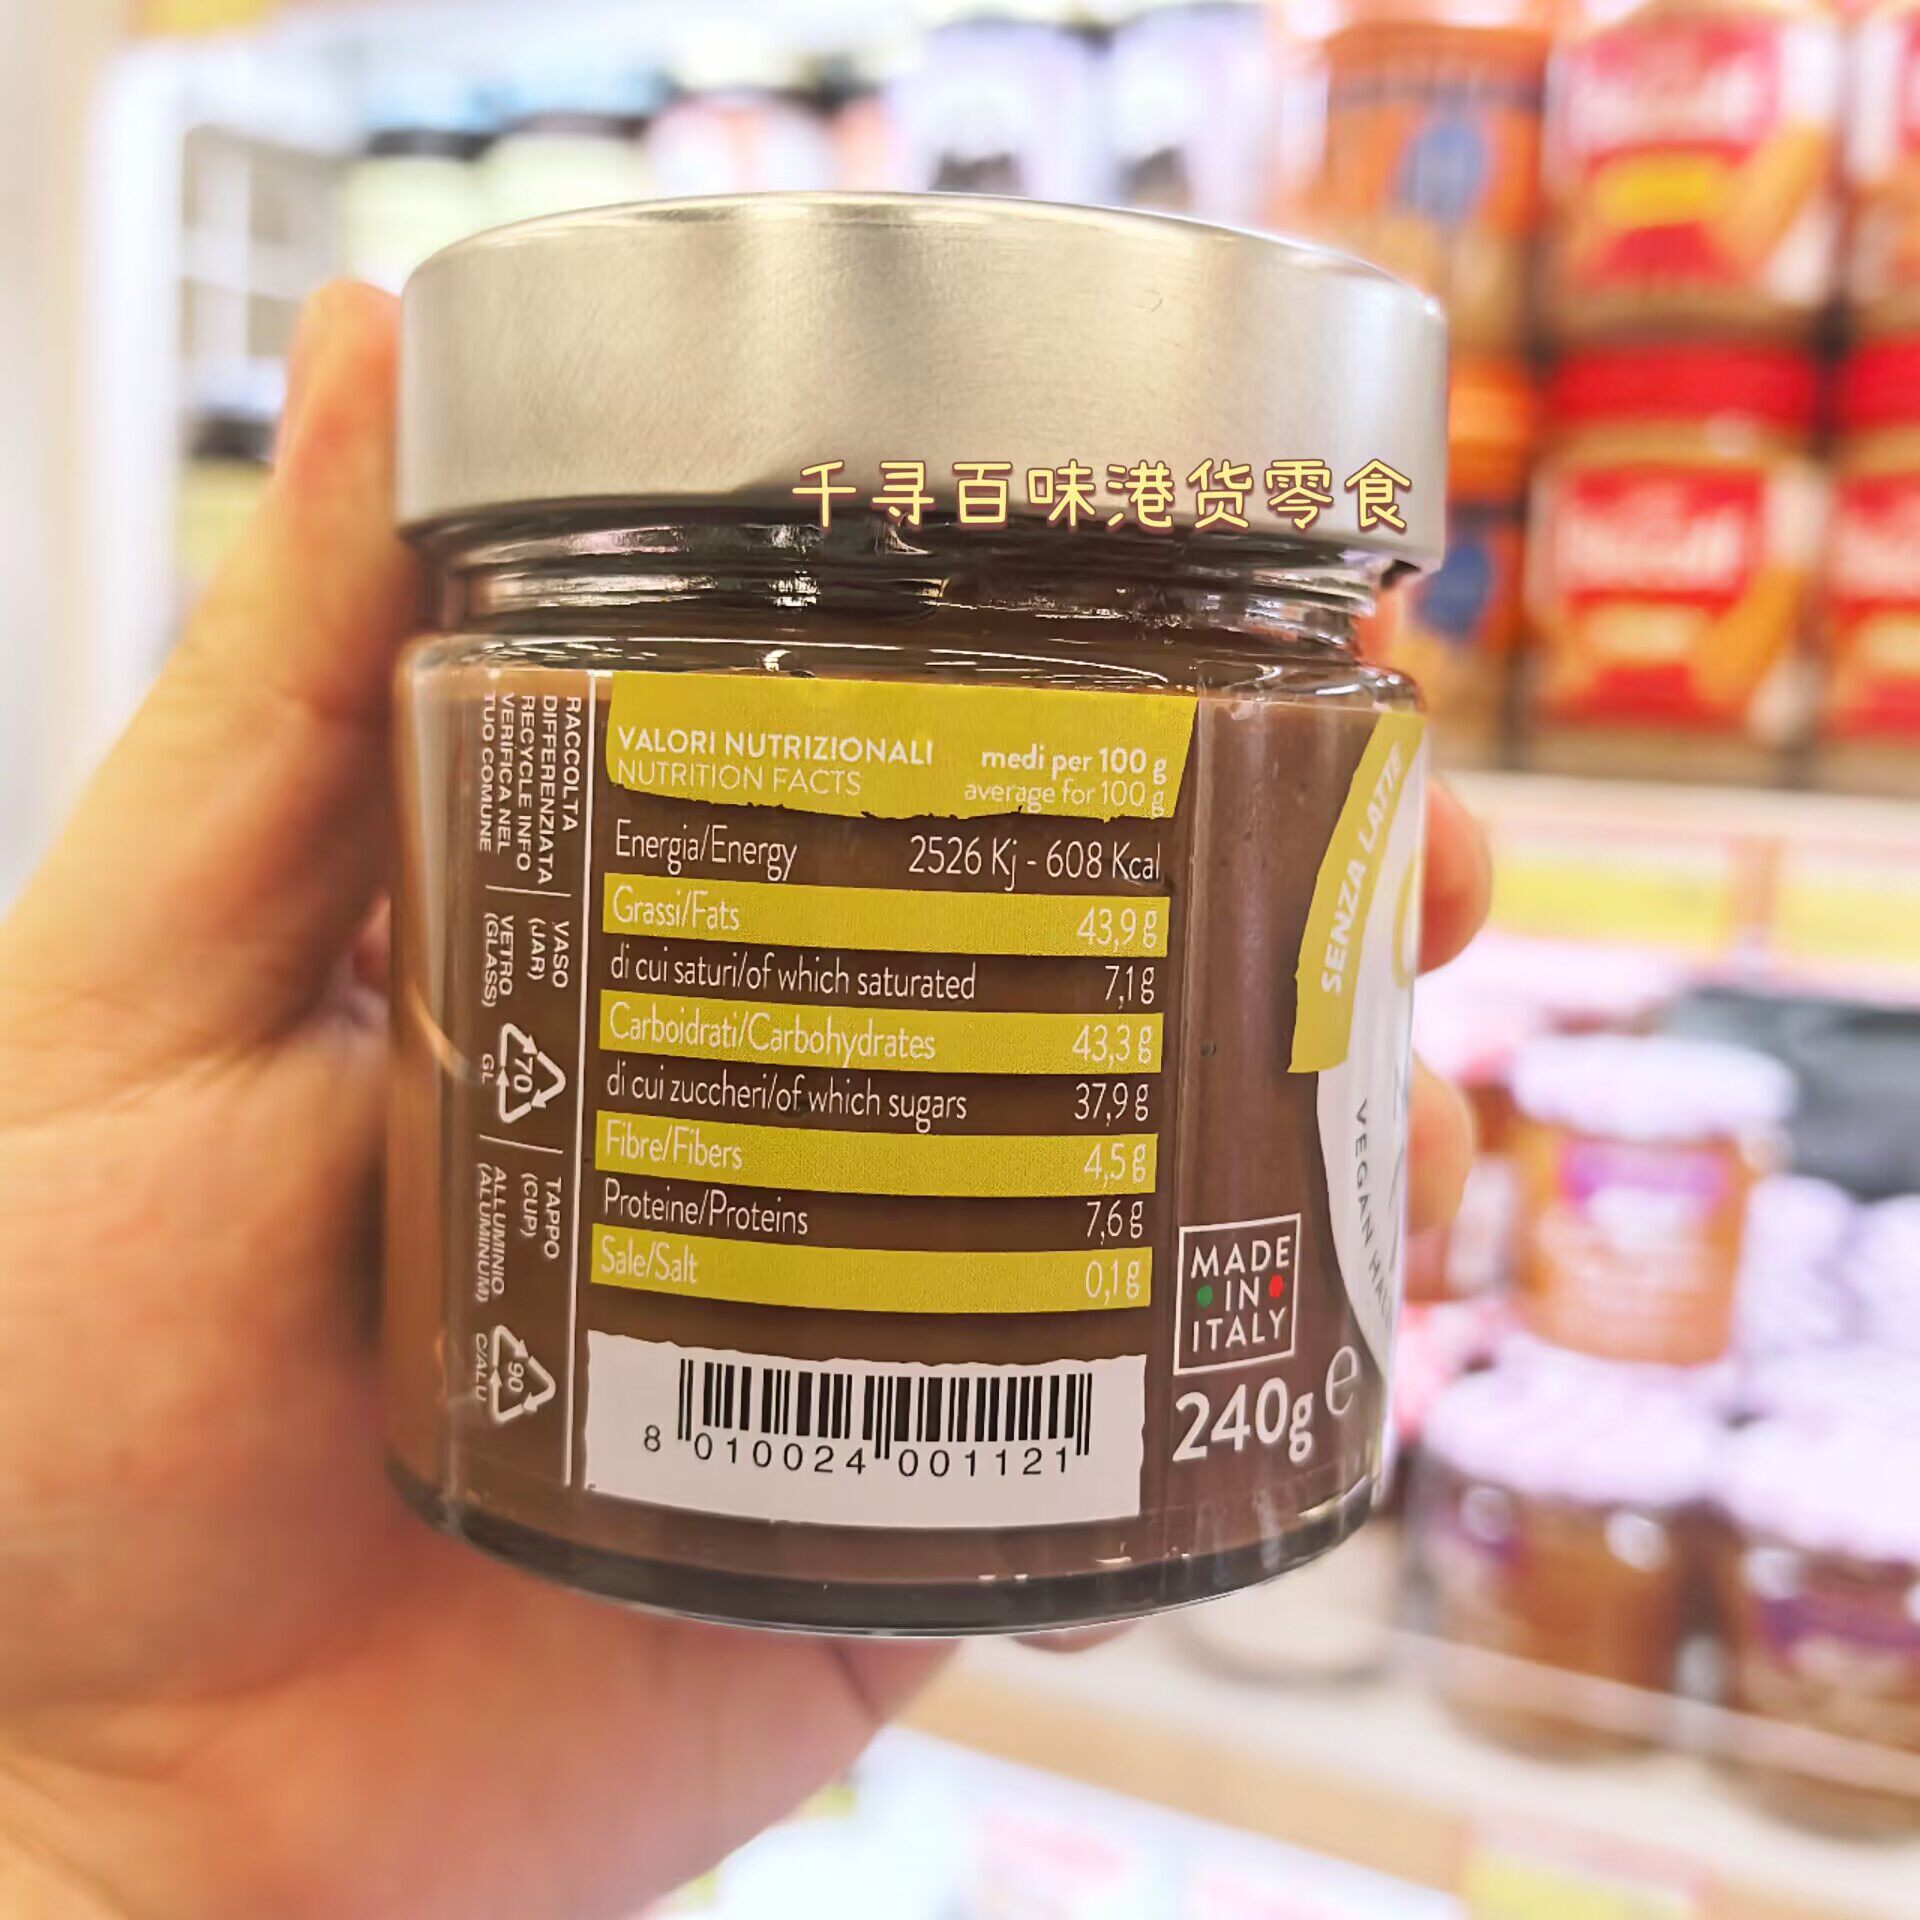 千寻百味港货零食
RACCOLTA
DIFFERENZIATA
RECYCLE INFO
VERIFICA NEL
TUO COMUNE
VASO
(JAR)
VETRO
(GLASS)
70
GL
TAPPO
(CUP)
ALLUMINIO
(ALUMINUM)
90
C/ALU
VALORI NUTRIZIONALI medi per 100 g
NUTRITION FACTS average for 100 g
Energia/Energy 2526 Kj - 608 Kcal
Grassi/Fats 43,9 g
di cui saturi/of which saturated 7,1 g
Carboidrati/Carbohydrates 43,3 g
di cui zuccheri/of which sugars 37,9 g
Fibre/Fibers 4,5 g
Proteine/Proteins 7,6 g
Sale/Salt 0,1 g
8 010024 001121
MADE
IN
ITALY
240g e
SENZA LATTE
VEGAN